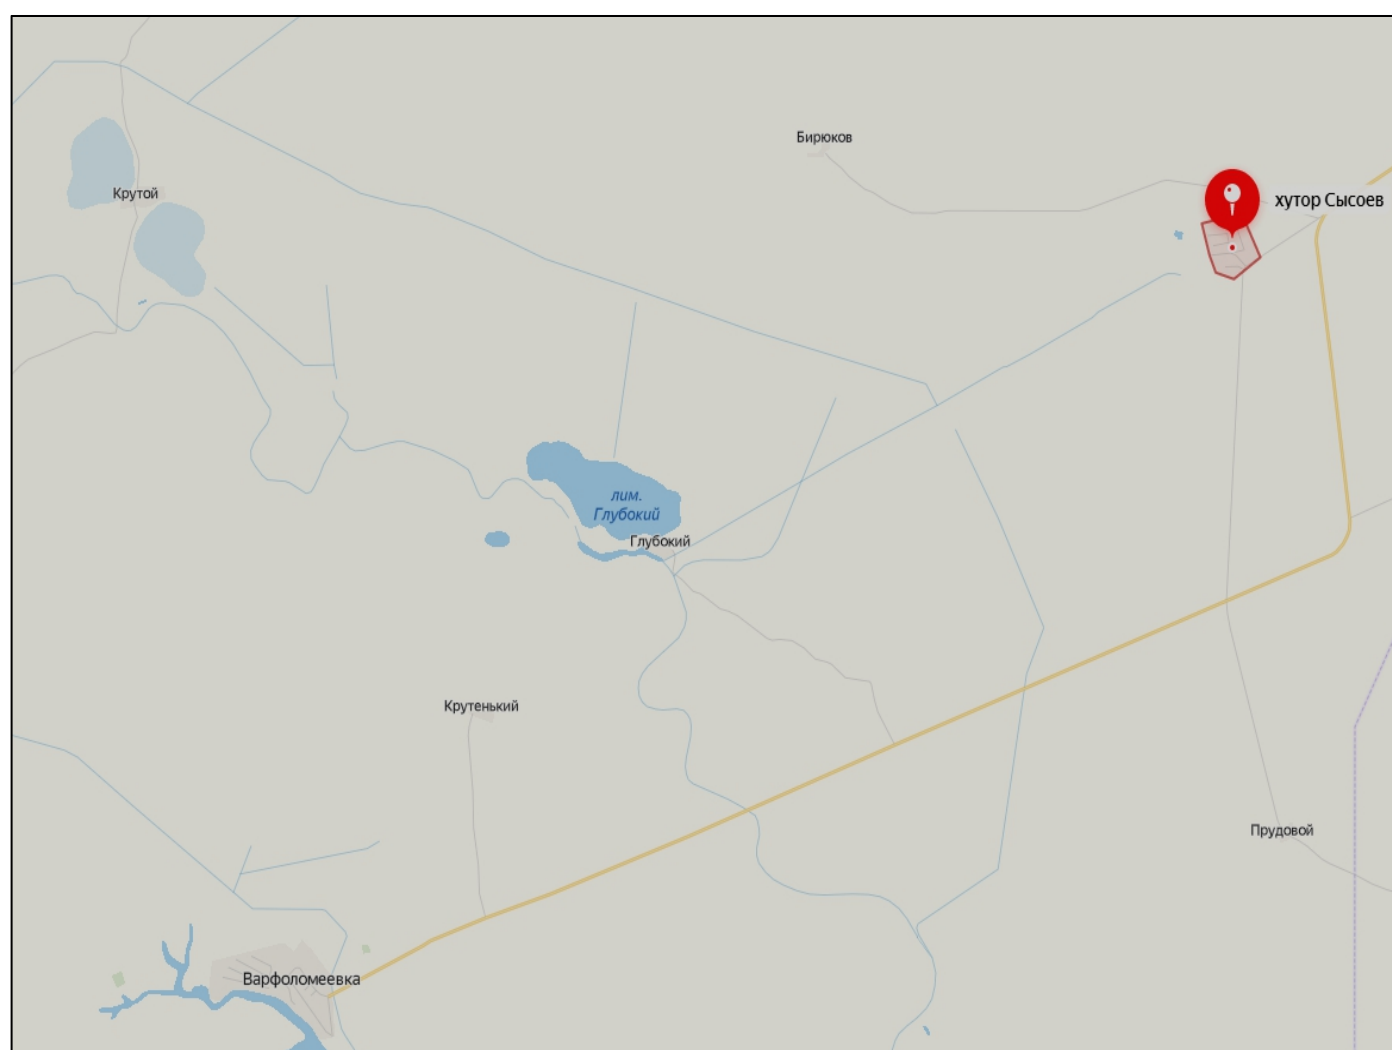 Бирюков
Крутой
хутор Сысоев
лим.
Глубокий
Глубокий
Крутенький
Прудовой
Варфоломеевка